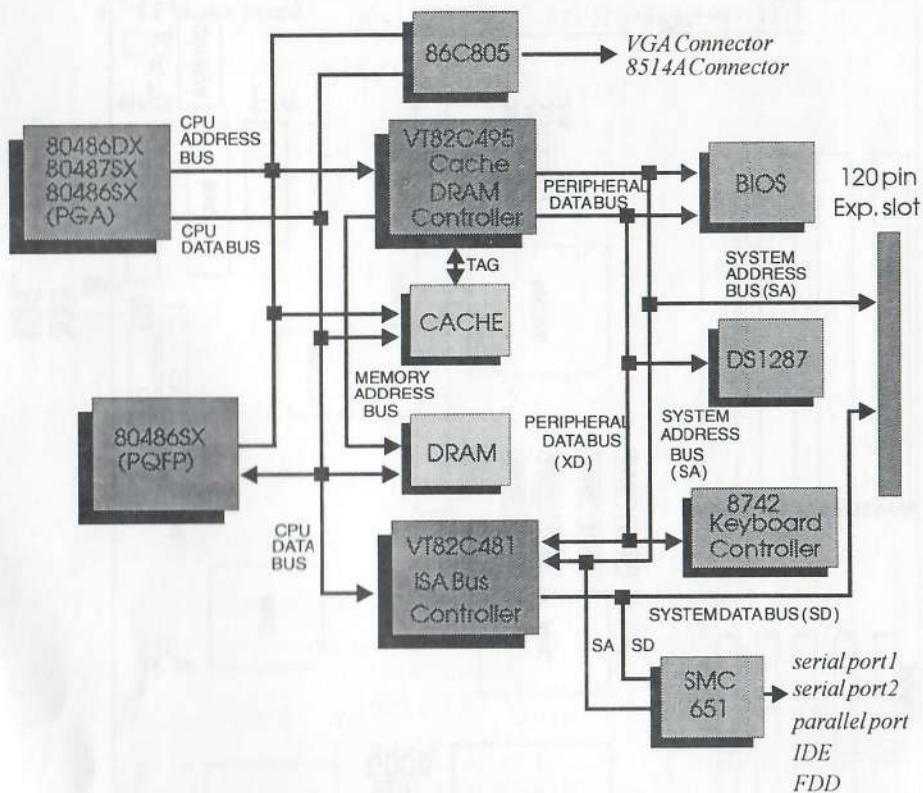 86C805
VGA Connector
8514A Connector
CPU
ADDRESS
BUS
80486DX
80487SX
80486SX
(PGA)
CPU
DATA BUS
VT82C495
Cache
DRAM
Controller
PERIPHERAL
DATA BUS
BIOS
120 pin
Exp. slot
TAG
SYSTEM
ADDRESS
BUS (SA)
CACHE
DS1287
MEMORY
ADDRESS
BUS
80486SX
(PQFP)
DRAM
PERIPHERAL
DATA BUS
(XD)
SYSTEM
ADDRESS
BUS
(SA)
8742
Keyboard
Controller
CPU
DATA
BUS
VT82C481
ISA Bus
Controller
SYSTEM DATA BUS (SD)
SA
SD
SMC
651
serial port1
serial port2
parallel port
IDE
FDD